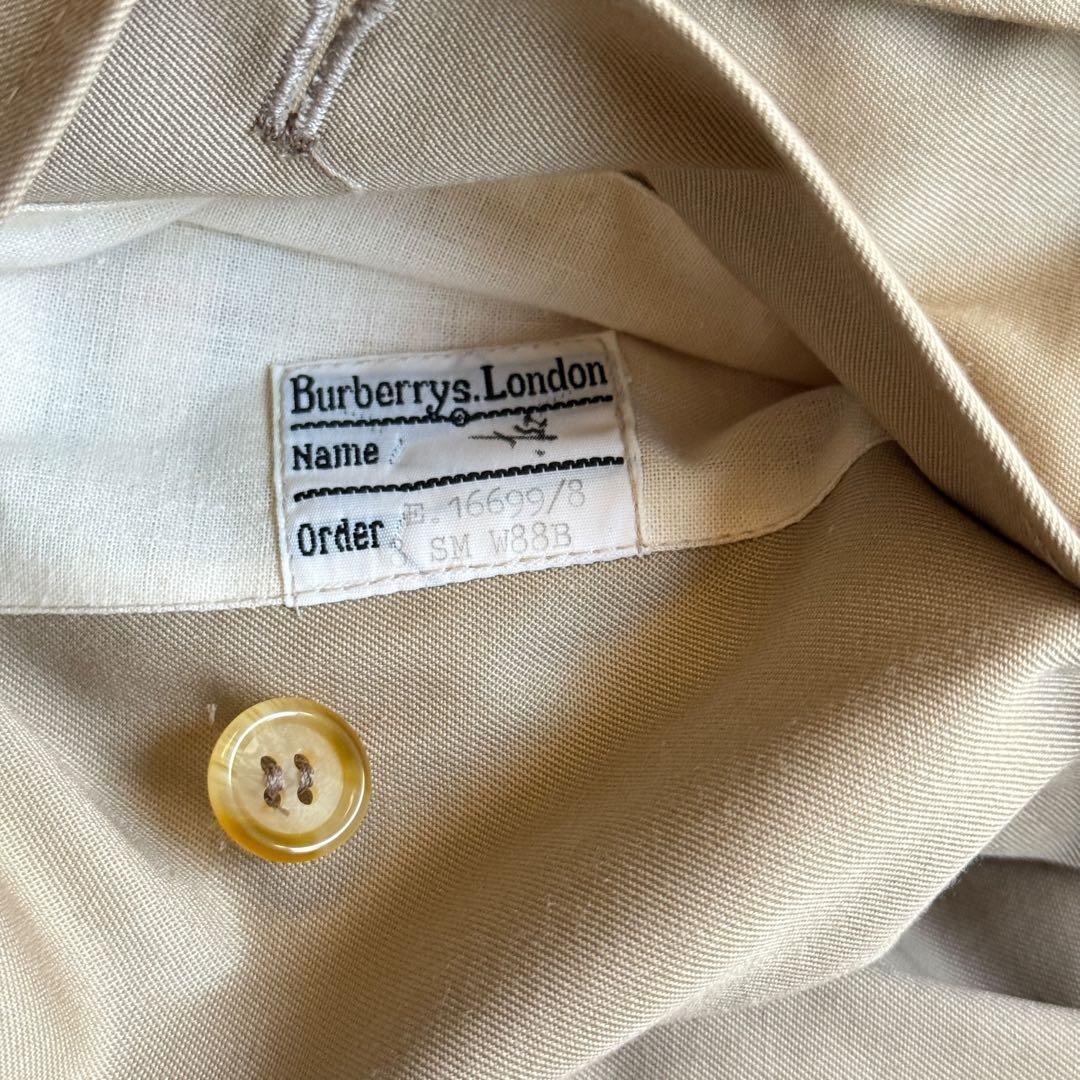 Burberrys.London
Name
Order E.16699/8
SM W88B